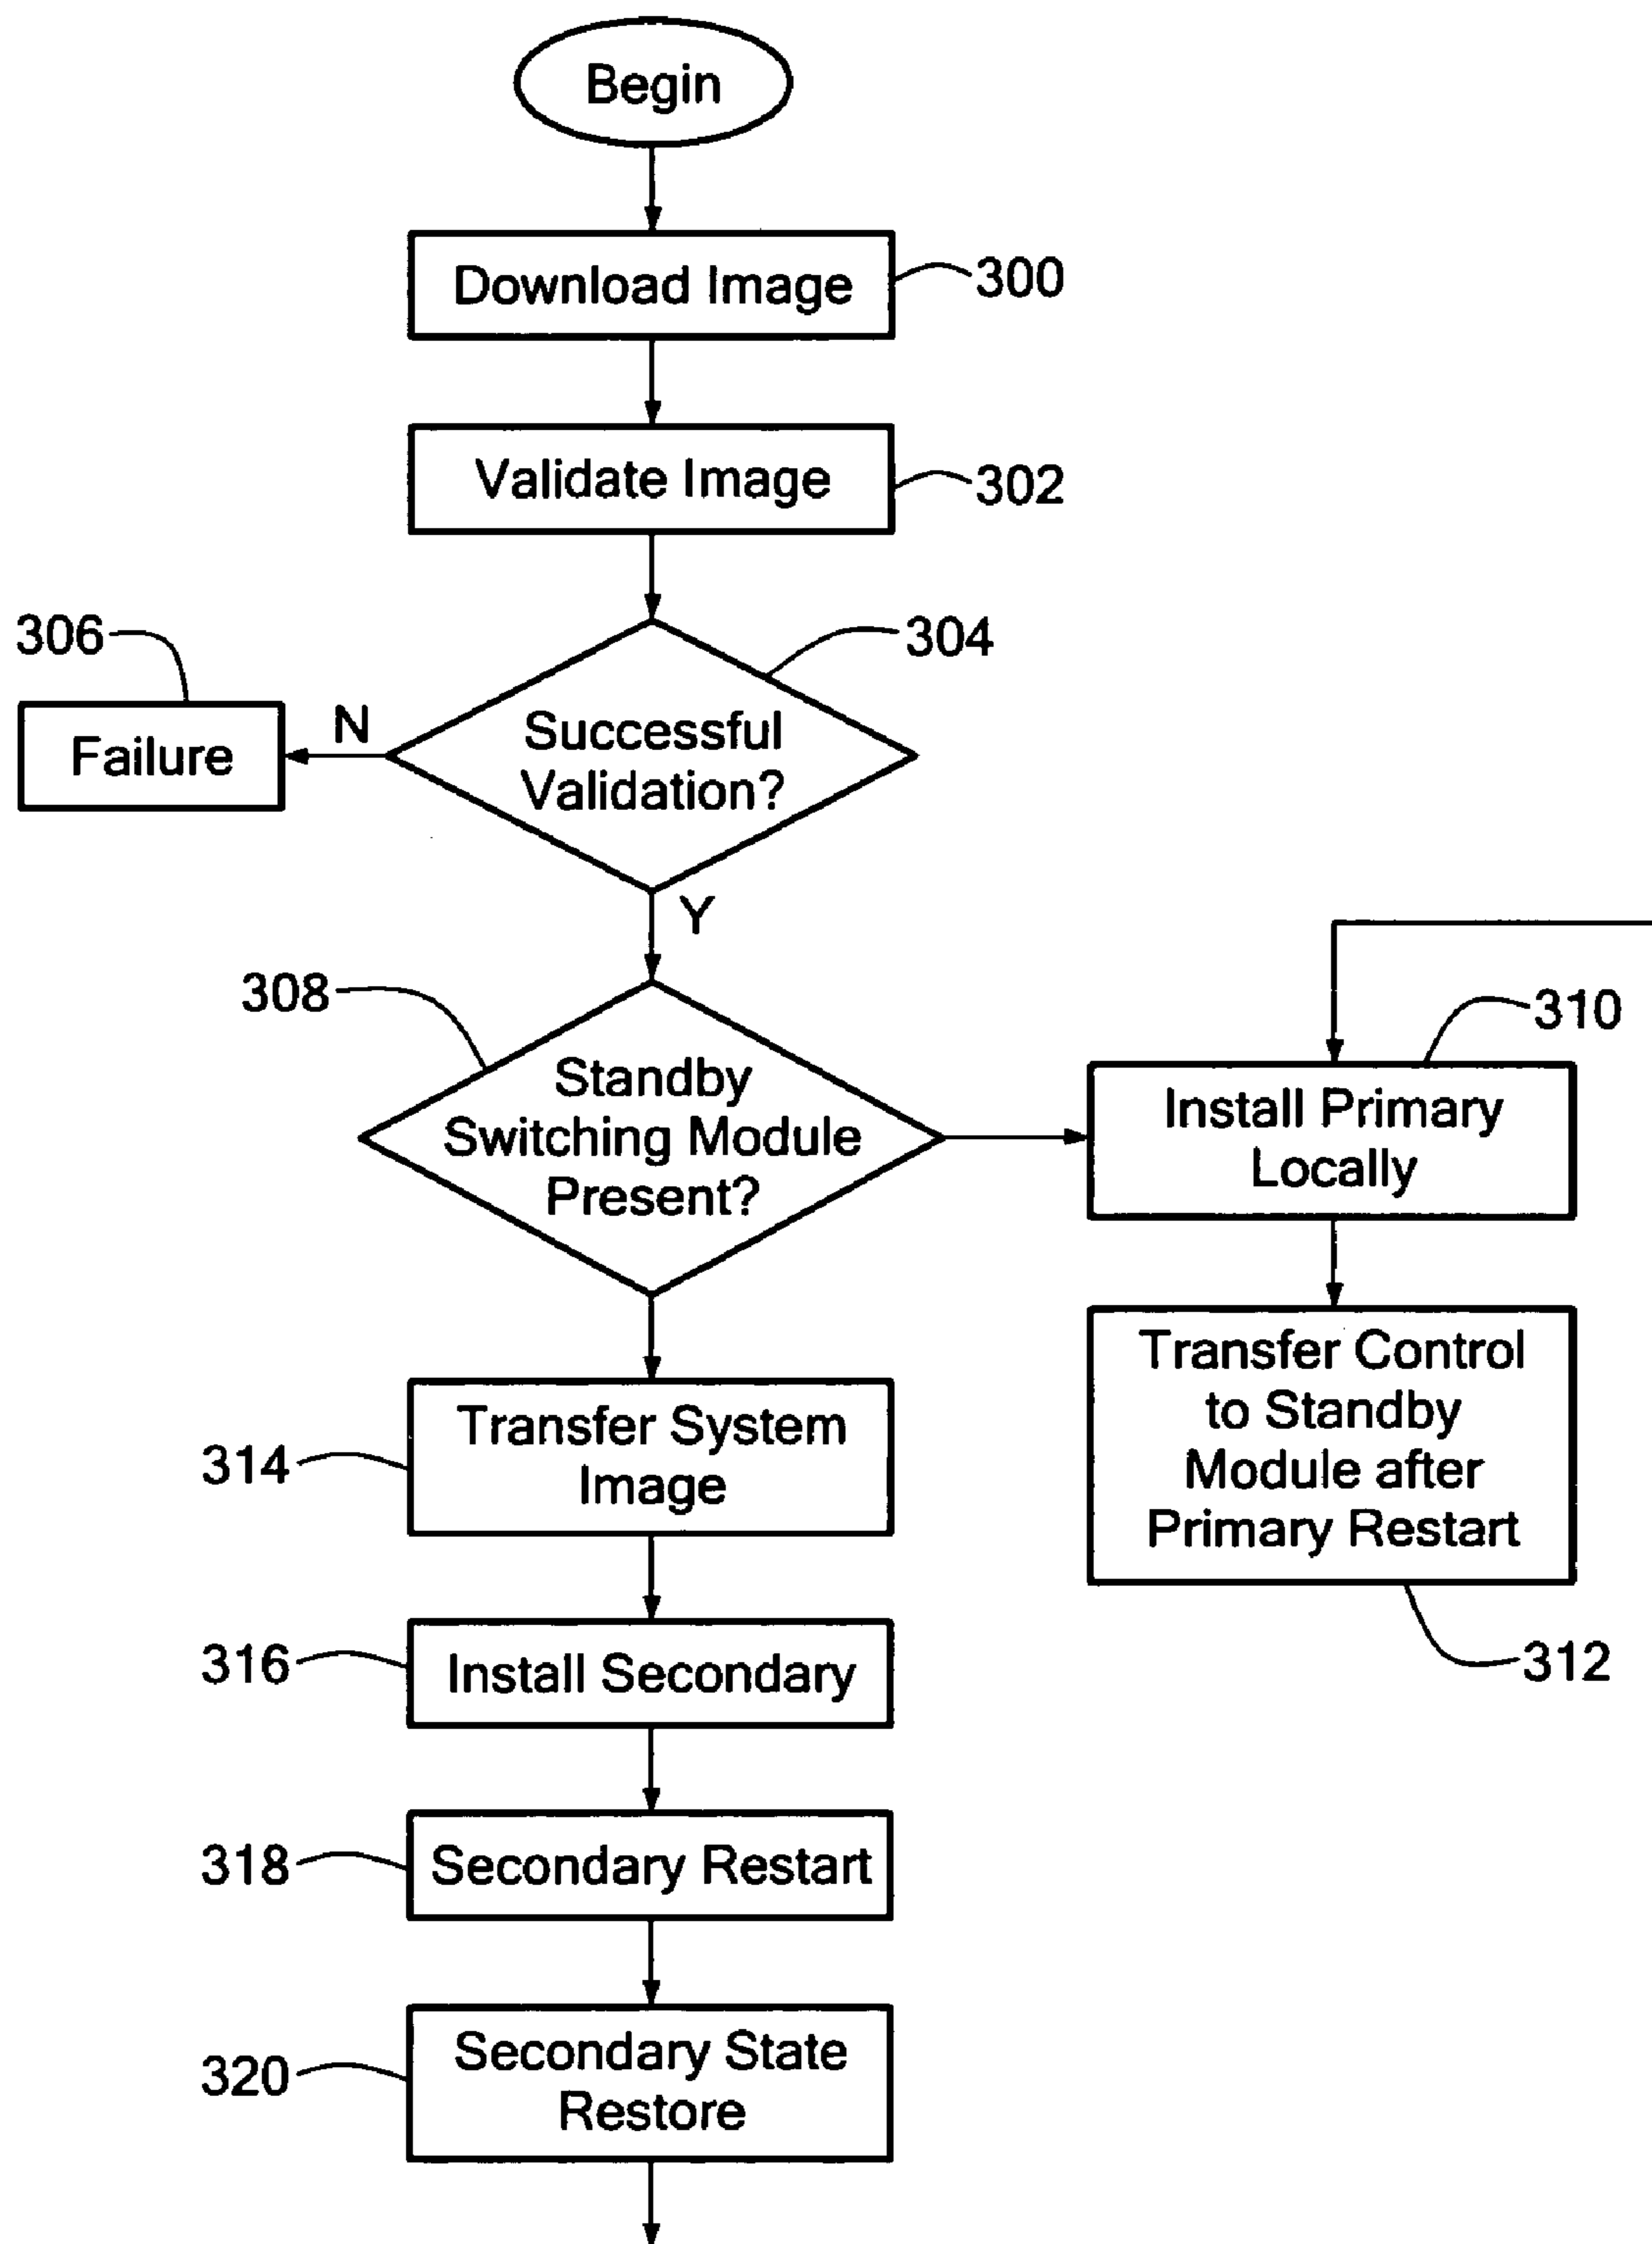 Begin
Download Image
300
Validate Image
302
306
304
Failure
N
Successful
Validation?
Y
308
310
Standby
Switching Module
Present?
Install Primary
Locally
Transfer Control
to Standby
Module after
Primary Restart
312
314
Transfer System
Image
316
Install Secondary
318
Secondary Restart
320
Secondary State
Restore